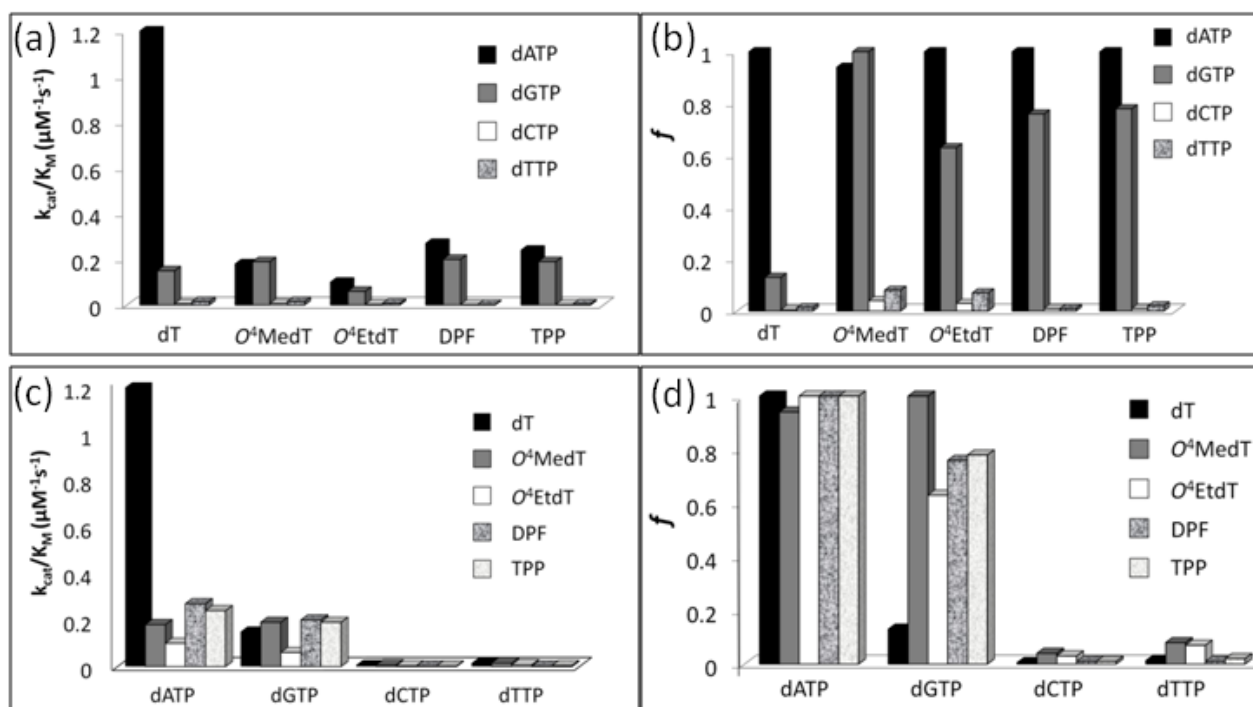 (a)
k_cat/K_M (μM⁻¹s⁻¹)
1.2
1
0.8
0.6
0.4
0.2
0
dATP
dGTP
dCTP
dTTP
dT O⁴MedT O⁴EtdT DPF TPP
(b)
f
1
0.8
0.6
0.4
0.2
0
dATP
dGTP
dCTP
dTTP
dT O⁴MedT O⁴EtdT DPF TPP
(c)
k_cat/K_M (μM⁻¹s⁻¹)
1.2
1
0.8
0.6
0.4
0.2
0
dT
O⁴MedT
O⁴EtdT
DPF
TPP
dATP dGTP dCTP dTTP
(d)
f
1
0.8
0.6
0.4
0.2
0
dT
O⁴MedT
O⁴EtdT
DPF
TPP
dATP dGTP dCTP dTTP